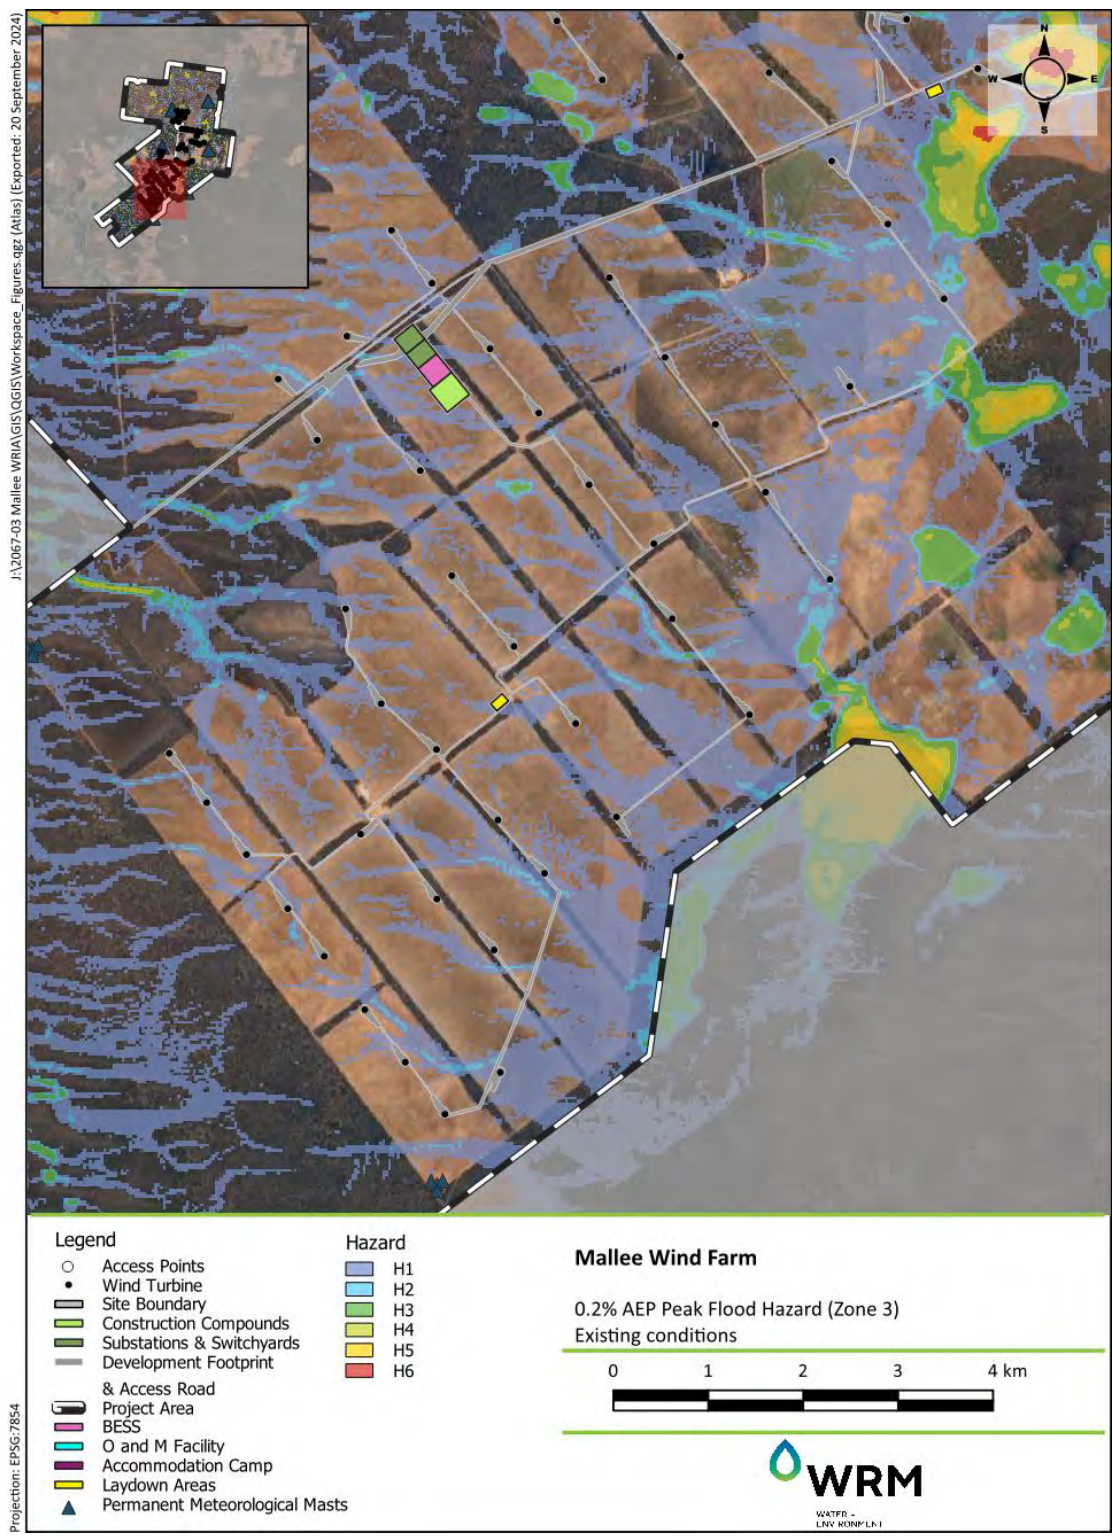 J:\2067-03 Mallee WRIA\GIS\QGIS\Workspace_Figures.qgz (Atlas) (Exported: 20 September 2024)
N
W
E
S
Legend
Access Points
Wind Turbine
Site Boundary
Construction Compounds
Substations & Switchyards
Development Footprint
& Access Road
Project Area
BESS
O and M Facility
Accommodation Camp
Laydown Areas
Permanent Meteorological Masts
Hazard
H1
H2
H3
H4
H5
H6
Mallee Wind Farm
0.2% AEP Peak Flood Hazard (Zone 3)
Existing conditions
0 1 2 3 4 km
WRM
WATER +
ENVIRONMENT
Projection: EPSG:7854